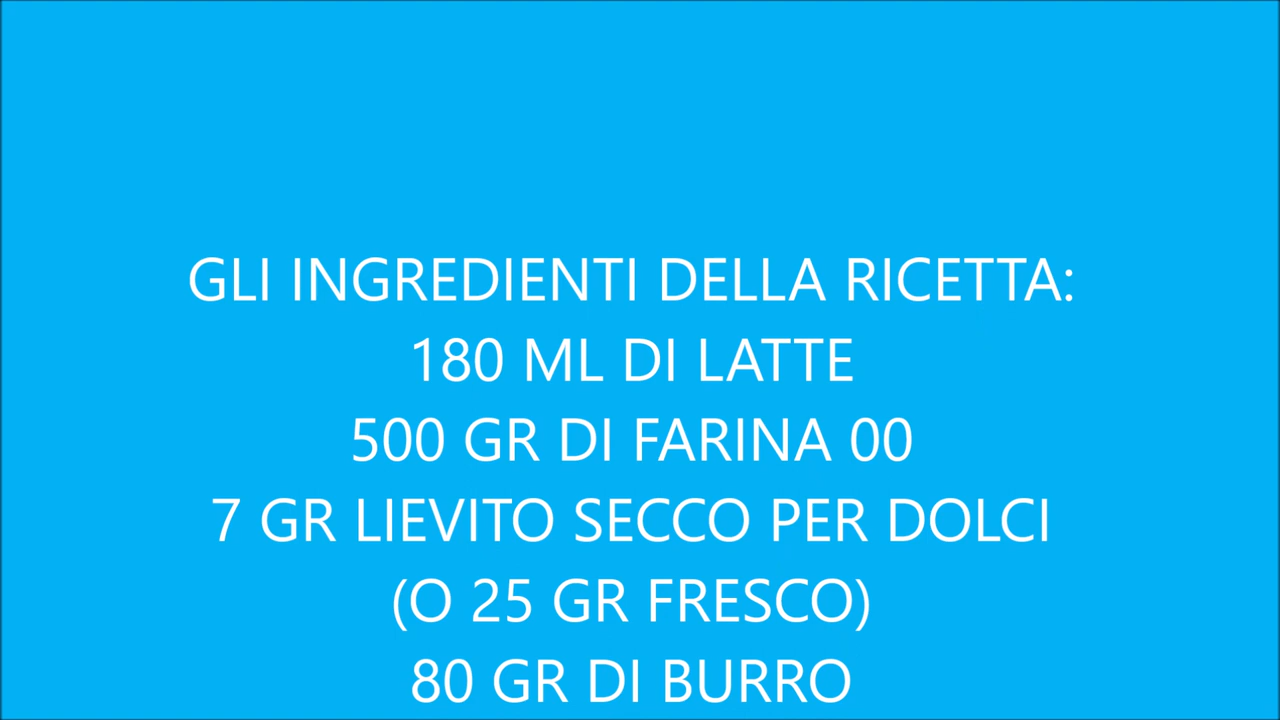 GLI INGREDIENTI DELLA RICETTA:
180 ML DI LATTE
500 GR DI FARINA 00
7 GR LIEVITO SECCO PER DOLCI
(O 25 GR FRESCO)
80 GR DI BURRO